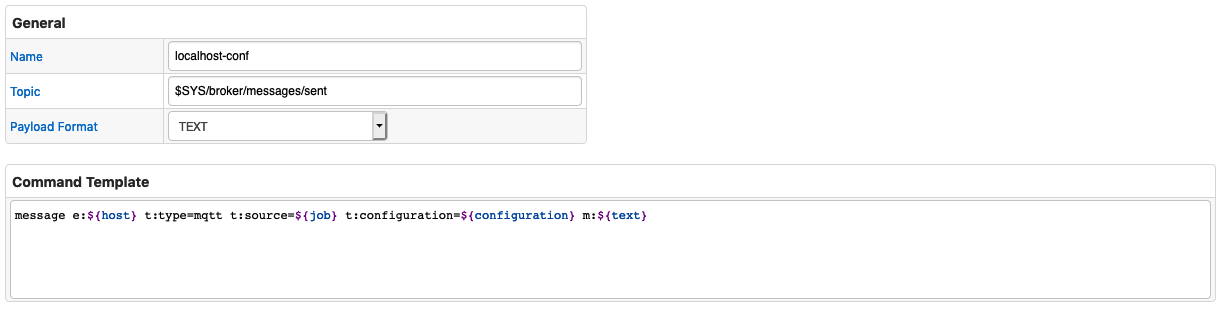 General
Name localhost-conf
Topic $SYS/broker/messages/sent
Payload Format TEXT
Command Template
message e:${host} t:type=mqtt t:source=${job} t:configuration=${configuration} m:${text}